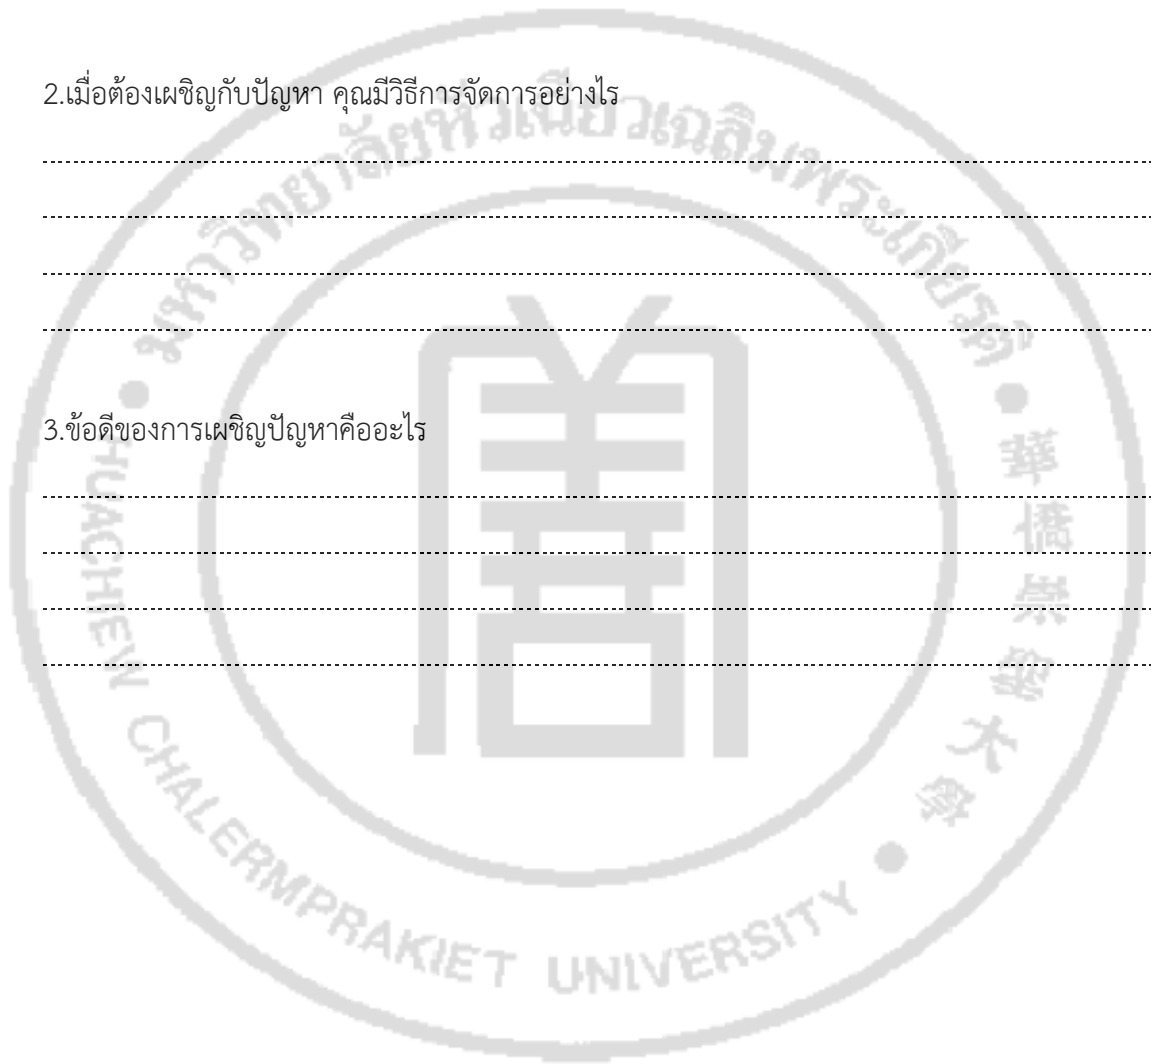 2.เมื่อต้องเผชิญกับปัญหา คุณมีวิธีการจัดการอย่างไร
3.ข้อดีของการเผชิญปัญหาคืออะไร
มหาวิทยาลัยหัวเฉียวเฉลิมพระเกียรติ
華僑崇聖大學
HUACHIEW CHALERMPRAKIET UNIVERSITY